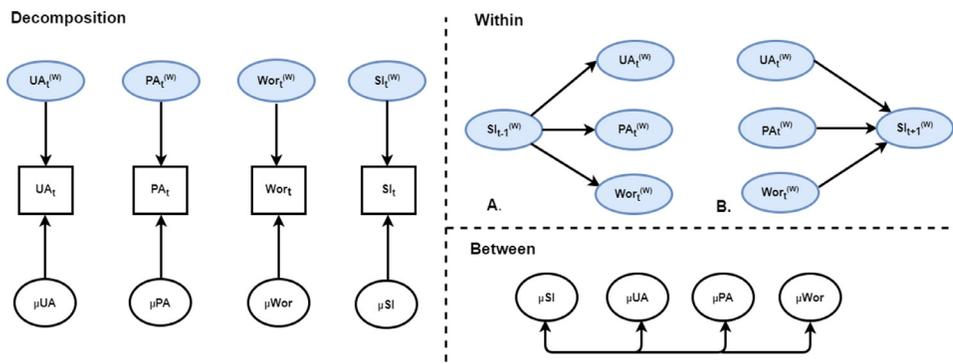 Decomposition
UAₜ⁽ᵂ⁾ PAₜ⁽ᵂ⁾ Worₜ⁽ᵂ⁾ SIₜ⁽ᵂ⁾
UAₜ PAₜ Worₜ SIₜ
μUA μPA μWor μSI
Within
SIₜ₋₁⁽ᵂ⁾
UAₜ⁽ᵂ⁾
PAₜ⁽ᵂ⁾
Worₜ⁽ᵂ⁾
A.
UAₜ⁽ᵂ⁾
PAt⁽ᵂ⁾
Worₜ⁽ᵂ⁾
SIₜ₊₁⁽ᵂ⁾
B.
Between
μSI μUA μPA μWor